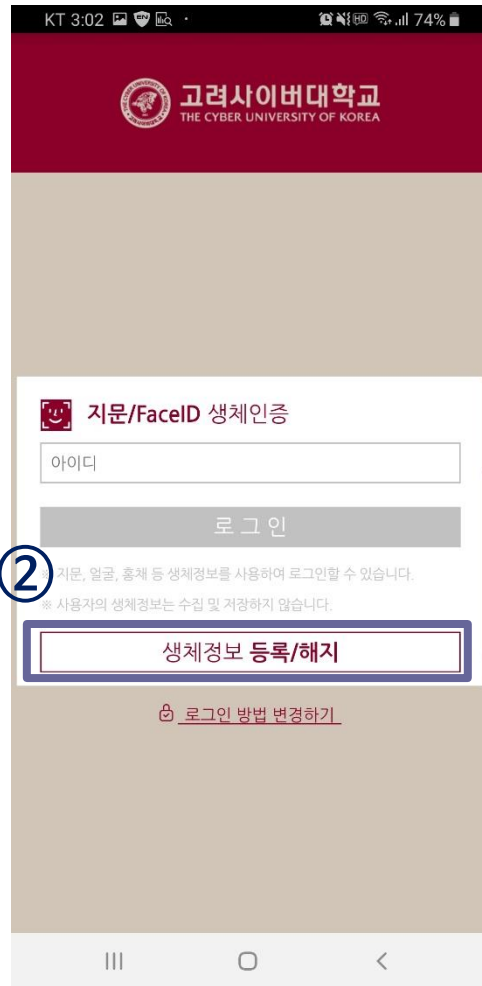 KT 3:02 74%
고려사이버대학교
THE CYBER UNIVERSITY OF KOREA
지문/FaceID 생체인증
아이디
로그인
※ 지문, 얼굴, 홍채 등 생체정보를 사용하여 로그인할 수 있습니다.
②
※ 사용자의 생체정보는 수집 및 저장하지 않습니다.
생체정보 등록/해지
로그인 방법 변경하기